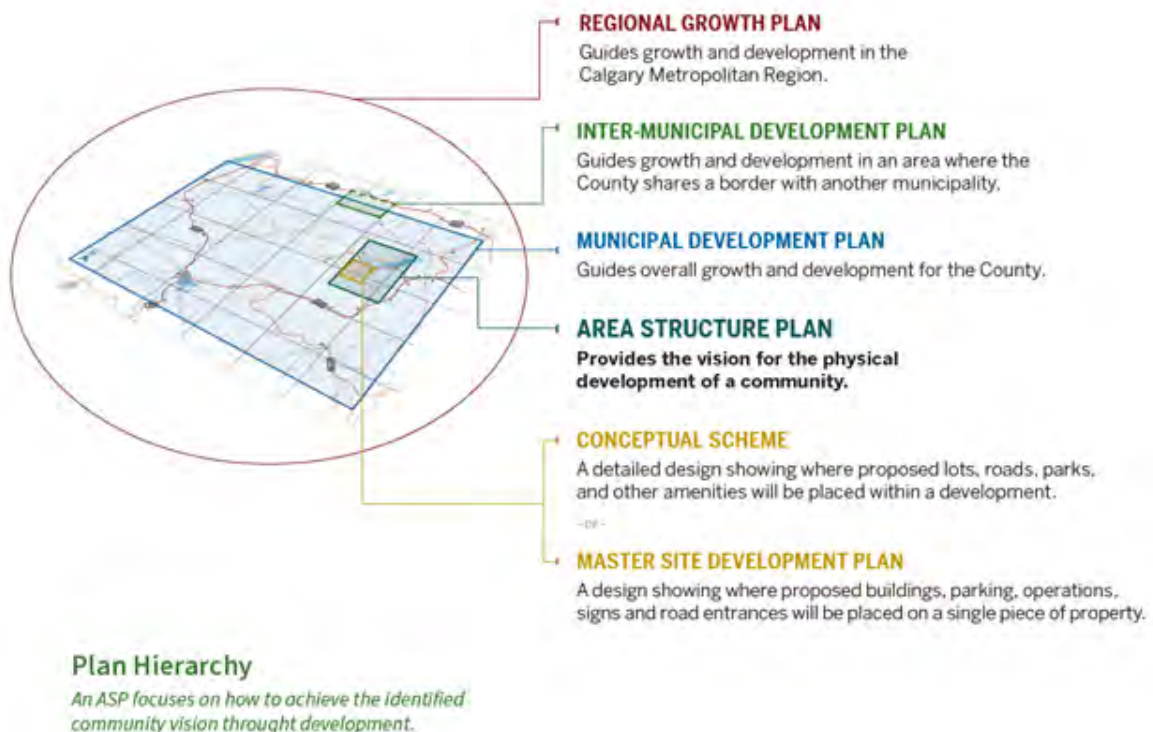 REGIONAL GROWTH PLAN
Guides growth and development in the
Calgary Metropolitan Region.
INTER-MUNICIPAL DEVELOPMENT PLAN
Guides growth and development in an area where the
County shares a border with another municipality.
MUNICIPAL DEVELOPMENT PLAN
Guides overall growth and development for the County.
AREA STRUCTURE PLAN
Provides the vision for the physical
development of a community.
CONCEPTUAL SCHEME
A detailed design showing where proposed lots, roads, parks,
and other amenities will be placed within a development.
-or-
MASTER SITE DEVELOPMENT PLAN
A design showing where proposed buildings, parking, operations,
signs and road entrances will be placed on a single piece of property.
Plan Hierarchy
An ASP focuses on how to achieve the identified
community vision throught development.